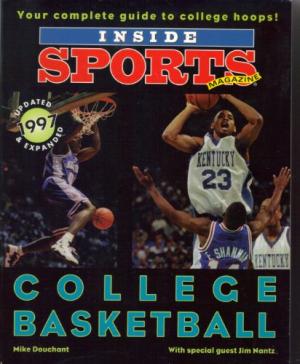 Your complete guide to college hoops!
INSIDE
SPORTS
MAGAZINE
UPDATED
1997
& EXPANDED
KENTUCKY
23
KENTUCKY
COLLEGE
BASKETBALL
Mike Douchant
With special guest Jim Nantz